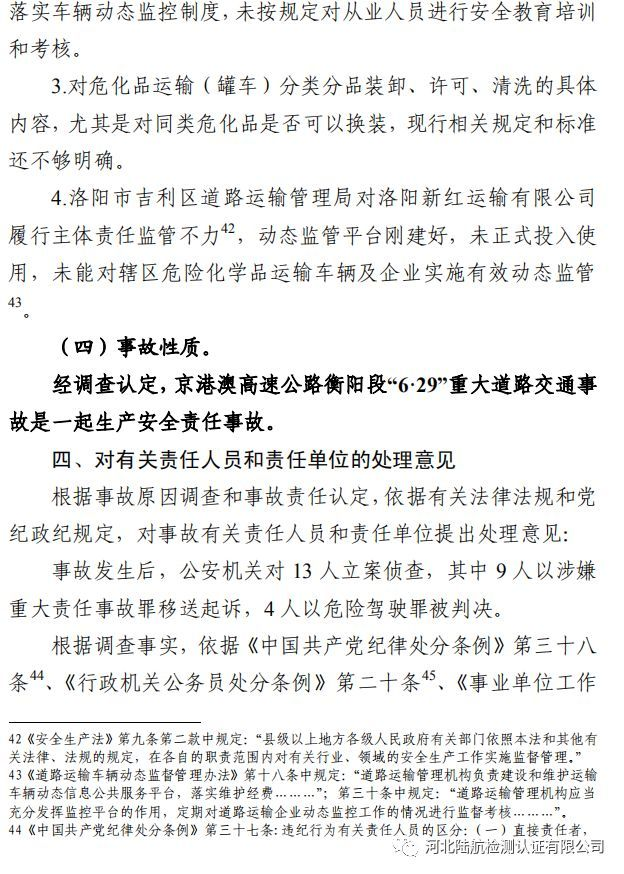 落实车辆动态监控制度，未按规定对从业人员进行安全教育培训
和考核。
3.对危化品运输（罐车）分类分品装卸、许可、清洗的具体
内容，尤其是对同类危化品是否可以换装，现行相关规定和标准
还不够明确。
4.洛阳市吉利区道路运输管理局对洛阳新红运输有限公司
履行主体责任监管不力42，动态监管平台刚建好，未正式投入使
用，未能对辖区危险化学品运输车辆及企业实施有效动态监管
43。
（四）事故性质。
经调查认定，京港澳高速公路衡阳段“6·29”重大道路交通事
故是一起生产安全责任事故。
四、对有关责任人员和责任单位的处理意见
根据事故原因调查和事故责任认定，依据有关法律法规和党
纪政纪规定，对事故有关责任人员和责任单位提出处理意见：
事故发生后，公安机关对 13 人立案侦查，其中 9 人以涉嫌
重大责任事故罪移送起诉，4 人以危险驾驶罪被判决。
根据调查事实，依据《中国共产党纪律处分条例》第三十八
条44、《行政机关公务员处分条例》第二十条45、《事业单位工作
42《安全生产法》第九条第二款中规定：“县级以上地方各级人民政府有关部门依照本法和其他有
关法律、法规的规定，在各自的职责范围内对有关行业、领域的安全生产工作实施监督管理。”
43《道路运输车辆动态监督管理办法》第十八条中规定：“道路运输管理机构负责建设和维护运输
车辆动态信息公共服务平台，落实维护经费………”；第三十条中规定：“道路运输管理机构应当
充分发挥监控平台的作用，定期对道路运输企业动态监控工作的情况进行监督考核………”。
44《中国共产党纪律处分条例》第三十七条：违纪行为有关责任人员的区分：（一）直接责任者，
河北陆航检测认证有限公司